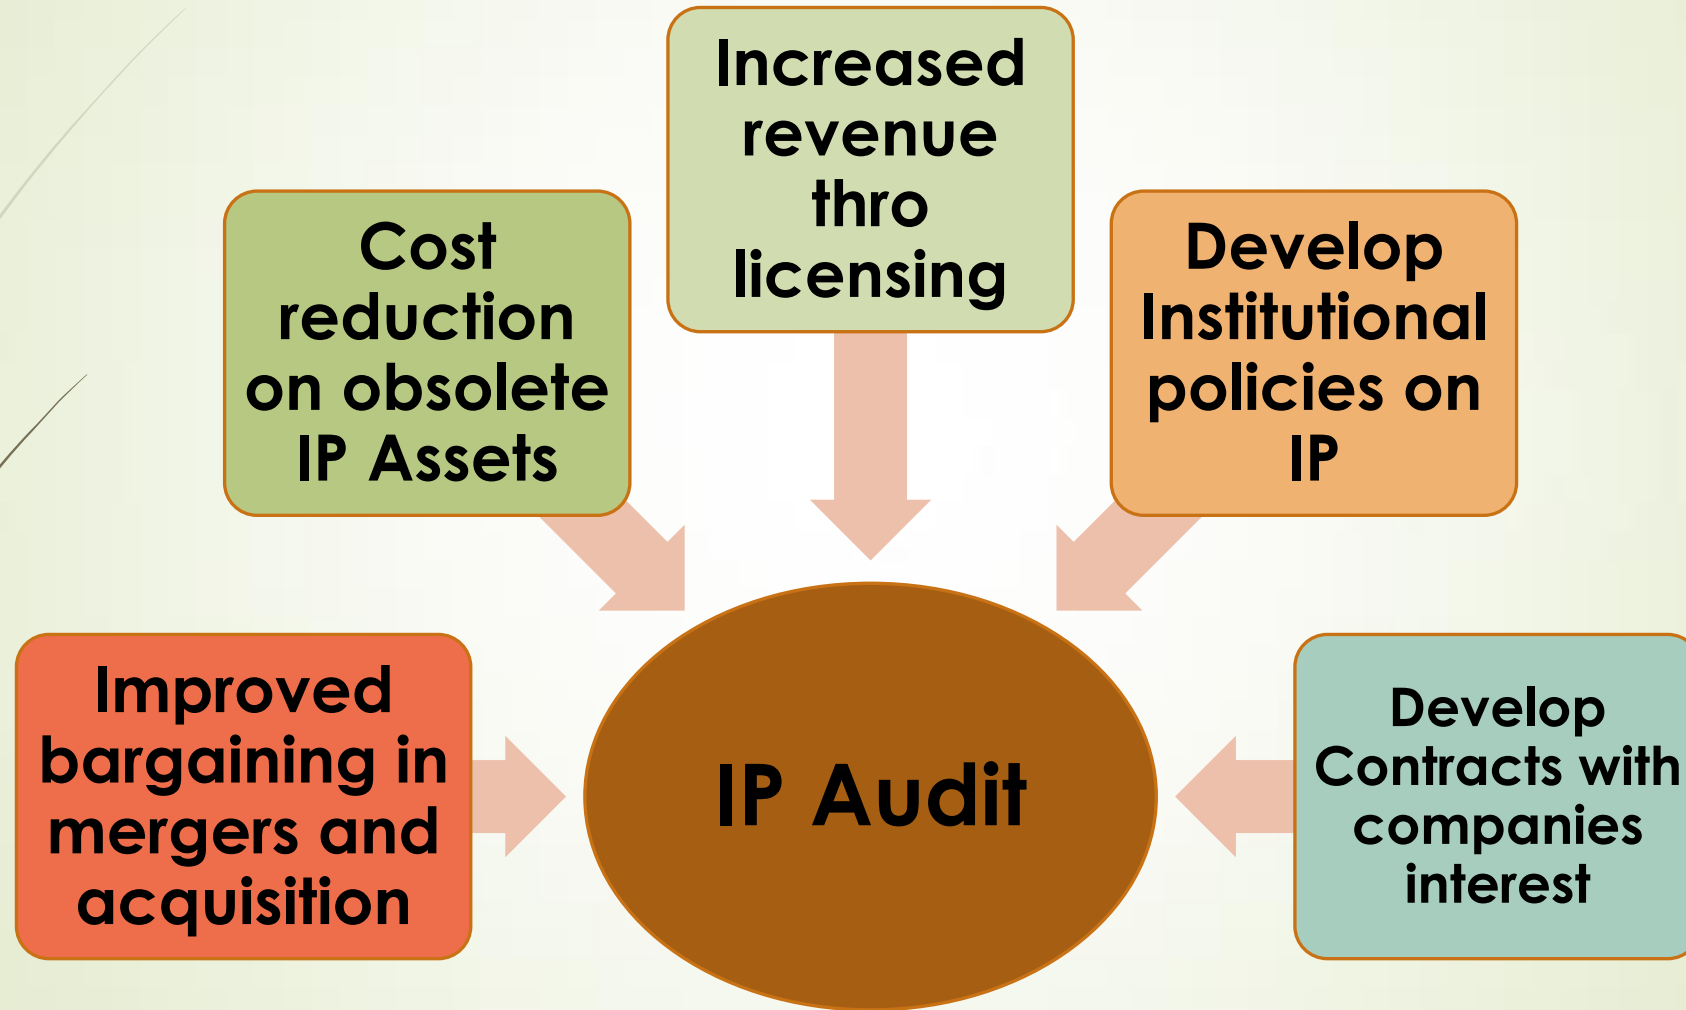 Increased
revenue
thro
licensing
Cost
reduction
on obsolete
IP Assets
Develop
Institutional
policies on
IP
Improved
bargaining in
mergers and
acquisition
IP Audit
Develop
Contracts with
companies
interest